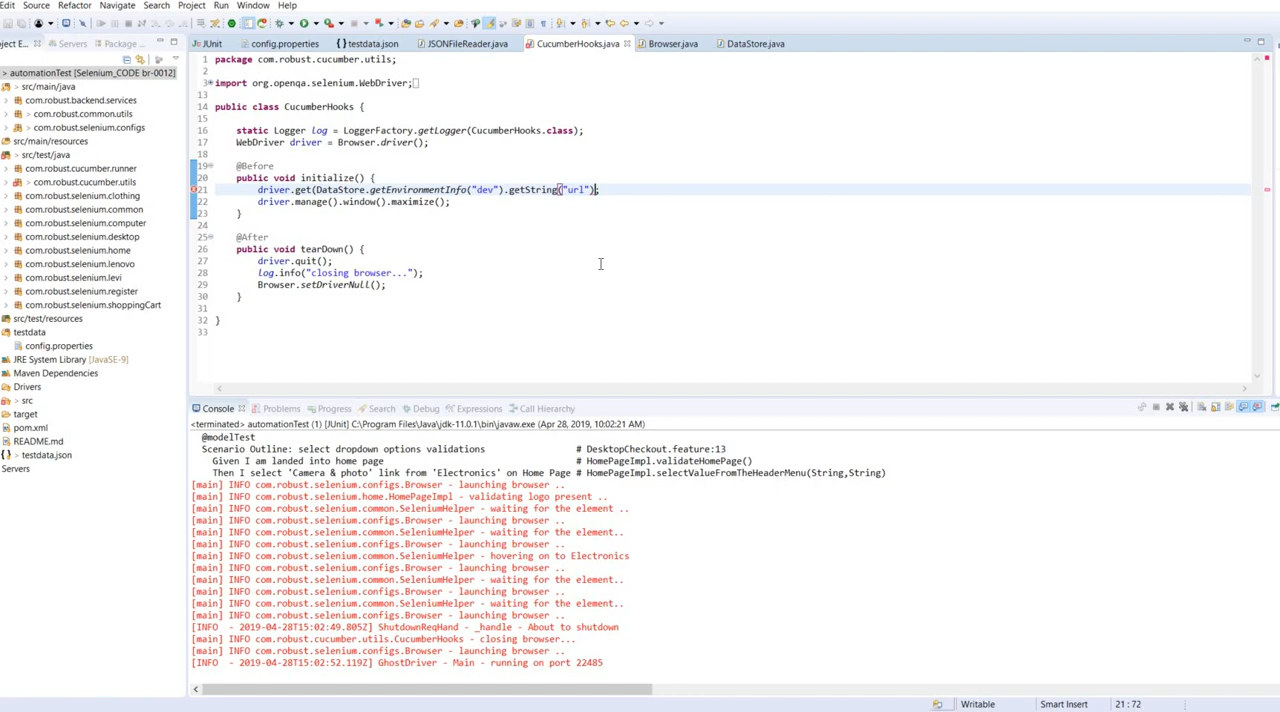 File Edit Source Refactor Navigate Search Project Run Window Help
Servers Package ...
JUnit config.properties testdata.json JSONFileReader.java CucumberHooks.java Browser.java DataStore.java
automationTest [Selenium_CODE br-0012]
src/main/java
com.robust.backend.services
com.robust.common.utils
com.robust.selenium.configs
src/main/resources
src/test/java
com.robust.cucumber.runner
com.robust.cucumber.utils
com.robust.selenium.clothing
com.robust.selenium.common
com.robust.selenium.computer
com.robust.selenium.desktop
com.robust.selenium.home
com.robust.selenium.lenovo
com.robust.selenium.levi
com.robust.selenium.register
com.robust.selenium.shoppingCart
src/test/resources
testdata
config.properties
JRE System Library [JavaSE-9]
Maven Dependencies
Drivers
src
target
pom.xml
README.md
testdata.json
Servers
1 package com.robust.cucumber.utils;
2
3 import org.openqa.selenium.WebDriver;
13
14 public class CucumberHooks {
15
16 static Logger log = LoggerFactory.getLogger(CucumberHooks.class);
17 WebDriver driver = Browser.driver();
18
19 @Before
20 public void initialize() {
21 driver.get(DataStore.getEnvironmentInfo("dev").getString("url");
22 driver.manage().window().maximize();
23 }
24
25 @After
26 public void tearDown() {
27 driver.quit();
28 log.info("closing browser...");
29 Browser.setDriverNull();
30 }
31
32 }
33
Console Problems Progress Search Debug Expressions Call Hierarchy
<terminated> automationTest (1) [JUnit] C:\Program Files\Java\jdk-11.0.1\bin\javaw.exe (Apr 28, 2019, 10:02:21 AM)
@modelTest
Scenario Outline: select dropdown options validations # DesktopCheckout.feature:13
Given I am landed into home page # HomePageImpl.validateHomePage()
Then I select 'Camera & photo' link from 'Electronics' on Home Page # HomePageImpl.selectValueFromTheHeaderMenu(String,String)
[main] INFO com.robust.selenium.configs.Browser - launching browser ..
[main] INFO com.robust.selenium.home.HomePageImpl - validating logo present ..
[main] INFO com.robust.selenium.common.SeleniumHelper - waiting for the element ..
[main] INFO com.robust.selenium.configs.Browser - launching browser ..
[main] INFO com.robust.selenium.common.SeleniumHelper - waiting for the element..
[main] INFO com.robust.selenium.configs.Browser - launching browser ..
[main] INFO com.robust.selenium.common.SeleniumHelper - hovering on to Electronics
[main] INFO com.robust.selenium.configs.Browser - launching browser ..
[main] INFO com.robust.selenium.common.SeleniumHelper - waiting for the element..
[main] INFO com.robust.selenium.configs.Browser - launching browser ..
[main] INFO com.robust.selenium.common.SeleniumHelper - waiting for the element..
[main] INFO com.robust.selenium.configs.Browser - launching browser ..
[INFO - 2019-04-28T15:02:49.805Z] ShutdownReqHand - _handle - About to shutdown
[main] INFO com.robust.cucumber.utils.CucumberHooks - closing browser...
[main] INFO com.robust.selenium.configs.Browser - launching browser ..
[INFO - 2019-04-28T15:02:52.119Z] GhostDriver - Main - running on port 22485
Writable Smart Insert 21 : 72